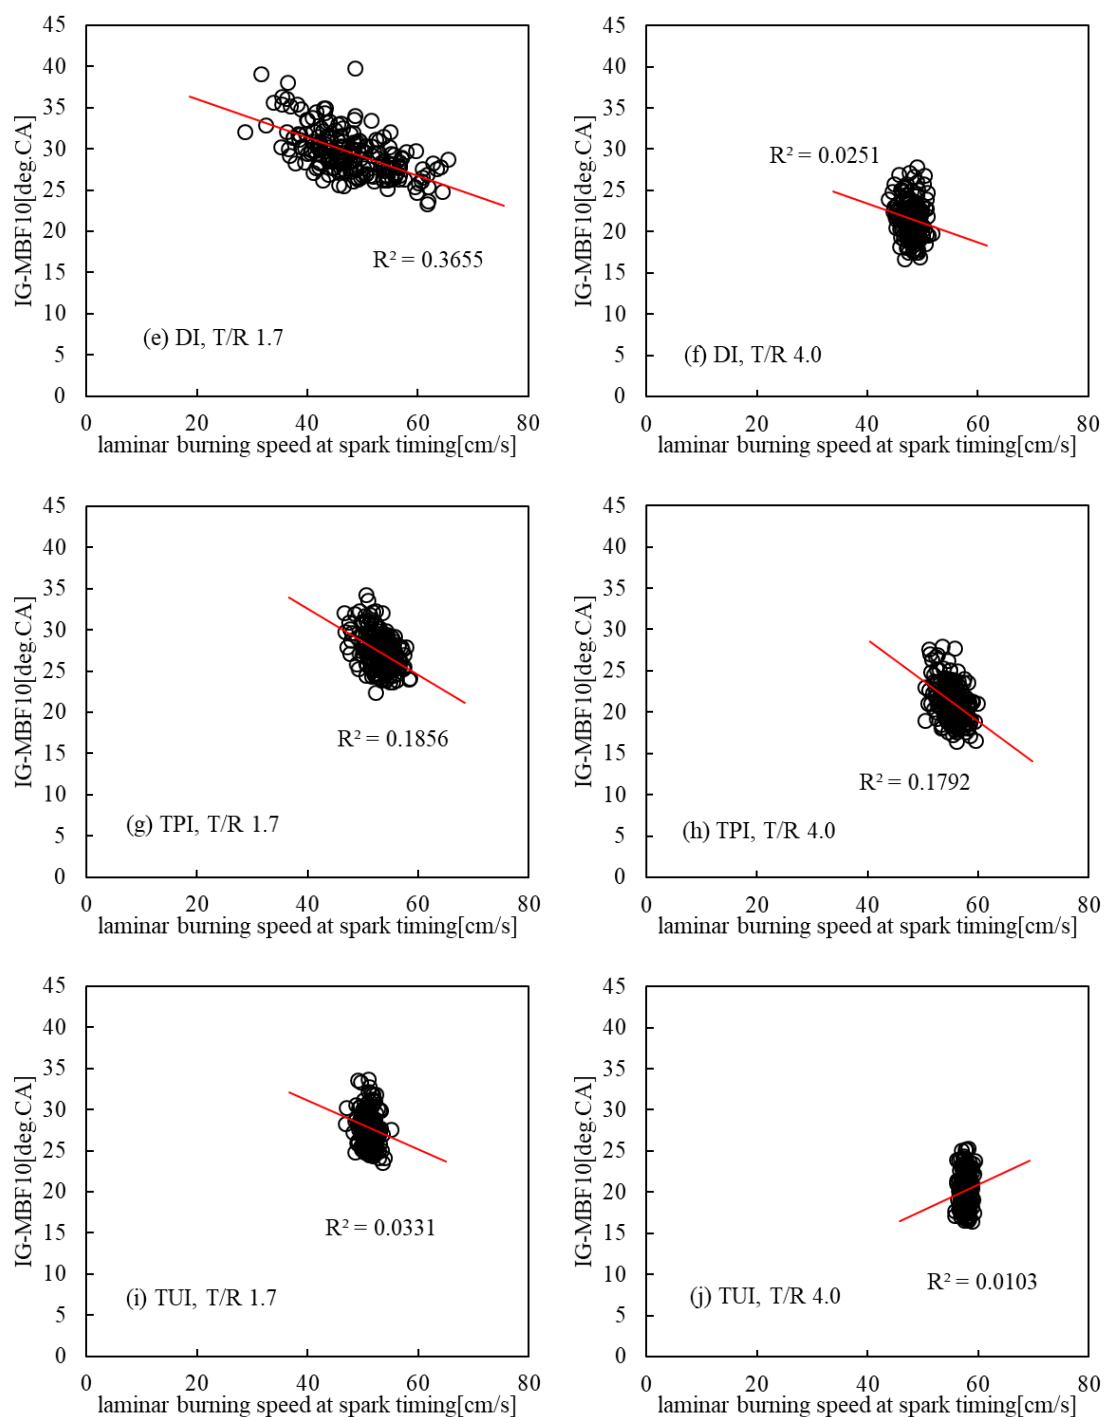 45
40
35
30
25
20
15
10
5
0
IG-MBF10[deg.CA]
R² = 0.3655
(e) DI, T/R 1.7
0 20 40 60 80
laminar burning speed at spark timing[cm/s]
45
40
35
30
25
20
15
10
5
0
IG-MBF10[deg.CA]
R² = 0.0251
(f) DI, T/R 4.0
0 20 40 60 80
laminar burning speed at spark timing[cm/s]
45
40
35
30
25
20
15
10
5
0
IG-MBF10[deg.CA]
R² = 0.1856
(g) TPI, T/R 1.7
0 20 40 60 80
laminar burning speed at spark timing[cm/s]
45
40
35
30
25
20
15
10
5
0
IG-MBF10[deg.CA]
R² = 0.1792
(h) TPI, T/R 4.0
0 20 40 60 80
laminar burning speed at spark timing[cm/s]
45
40
35
30
25
20
15
10
5
0
IG-MBF10[deg.CA]
R² = 0.0331
(i) TUI, T/R 1.7
0 20 40 60 80
laminar burning speed at spark timing[cm/s]
45
40
35
30
25
20
15
10
5
0
IG-MBF10[deg.CA]
R² = 0.0103
(j) TUI, T/R 4.0
0 20 40 60 80
laminar burning speed at spark timing[cm/s]